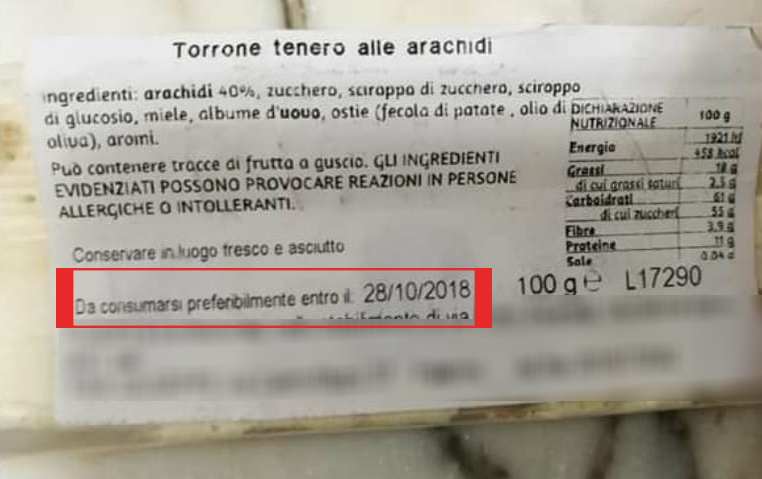 Torrone tenero alle arachidi
ingredienti: arachidi 40%, zucchero, sciroppo di zucchero, sciroppo
di glucosio, miele, albume d'uovo, ostie (fecola di patate , olio di
oliva), aromi.
Può contenere tracce di frutta a guscio. GLI INGREDIENTI
EVIDENZIATI POSSONO PROVOCARE REAZIONI IN PERSONE
ALLERGICHE O INTOLLERANTI.
DICHIARAZIONE
NUTRIZIONALE 100 g
Energia 1921 kJ
458 kcal
Grassi 18 g
di cui grassi saturi 2.5 g
Carboidrati 61 g
di cui zuccheri 55 g
Fibre 3.9 g
Proteine 11 g
Sale 0.04 g
Conservare in luogo fresco e asciutto
Da consumarsi preferibilmente entro il: 28/10/2018
100 g e L17290
di via